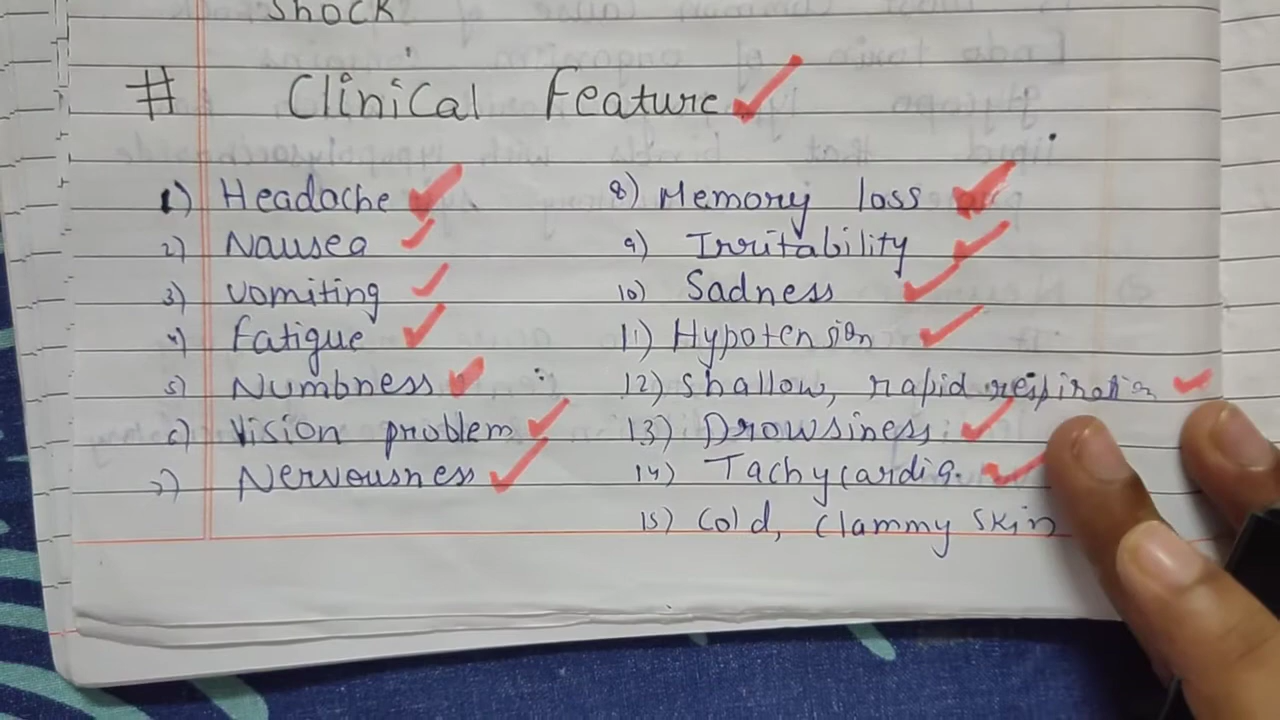 Shock
# Clinical Feature
1) Headache
2) Nausea
3) Vomiting
4) Fatigue
5) Numbness
6) Vision problem
7) Nervousness
8) Memory loss
9) Irritability
10) Sadness
11) Hypotension
12) Shallow, rapid respiration
13) Drowsiness
14) Tachycardia
15) Cold, Clammy Skin